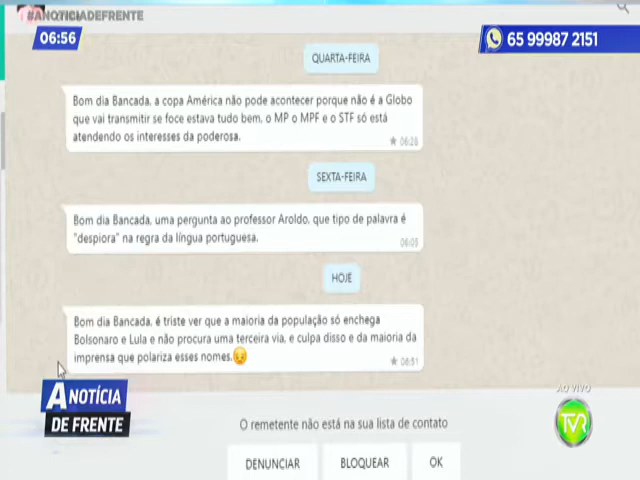 #ANOTICIADEFRENTE
06:56
65 99987 2151
QUARTA-FEIRA
Bom dia Bancada, a copa América não pode acontecer porque não é a Globo
que vai transmitir se foce estava tudo bem, o MP o MPF e o STF só está
atendendo os interesses da poderosa.
06:28
SEXTA-FEIRA
Bom dia Bancada, uma pergunta ao professor Aroldo, que tipo de palavra é
"despiora" na regra da língua portuguesa.
06:05
HOJE
Bom dia Bancada, é triste ver que a maioria da população só enchega
Bolsonaro e Lula e não procura uma terceira via, e culpa disso e da maioria da
imprensa que polariza esses nomes.
06:51
A NOTÍCIA
DE FRENTE
AO VIVO
TVR
O remetente não está na sua lista de contato
DENUNCIAR
BLOQUEAR
OK